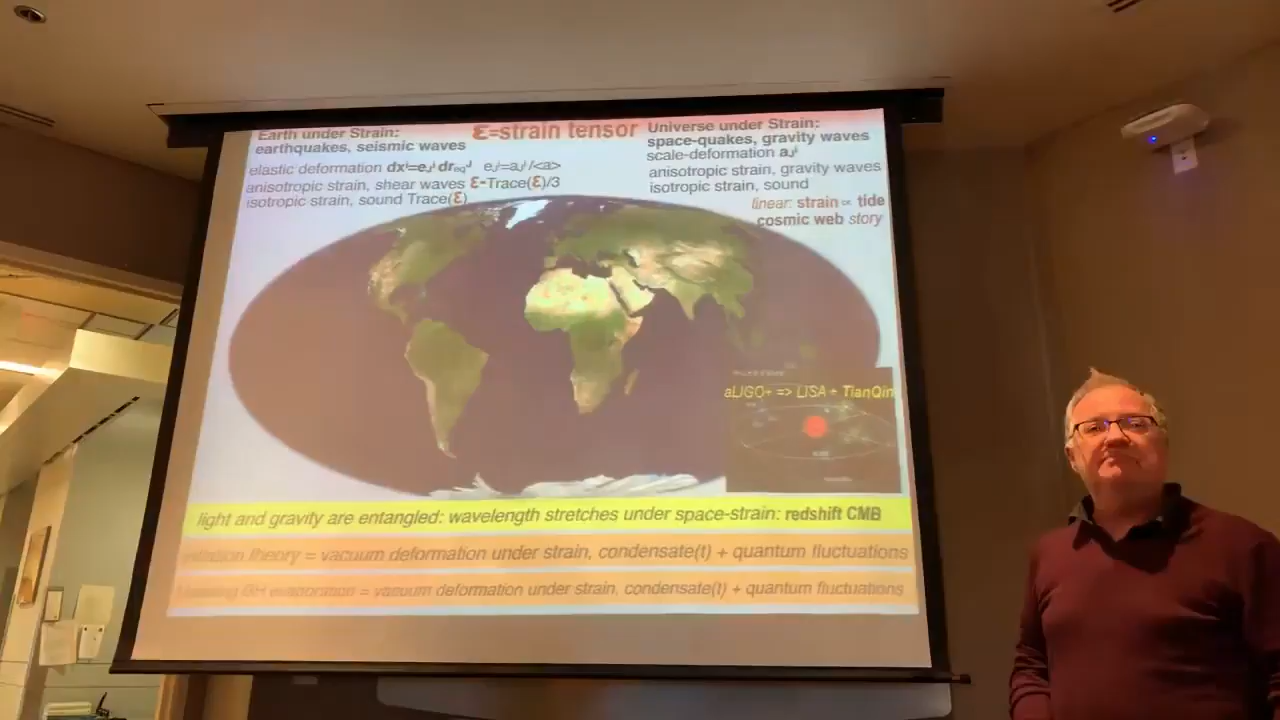 Earth under Strain:
earthquakes, seismic waves
ε=strain tensor
Universe under Strain:
space-quakes, gravity waves
scale-deformation aⱼⁱ
elastic deformation dxⁱ=eⱼⁱ dr_eqʲ eⱼⁱ=aⱼⁱ/<a>
anisotropic strain, shear waves ε-Trace(ε)/3
isotropic strain, sound Trace(ε)
anisotropic strain, gravity waves
isotropic strain, sound
linear: strain ∝ tide
cosmic web story
aLIGO+ => LISA + TianQin
light and gravity are entangled: wavelength stretches under space-strain: redshift CMB
theory = vacuum deformation under strain, condensate(t) + quantum fluctuations
BH evaporation = vacuum deformation under strain, condensate(t) + quantum fluctuations